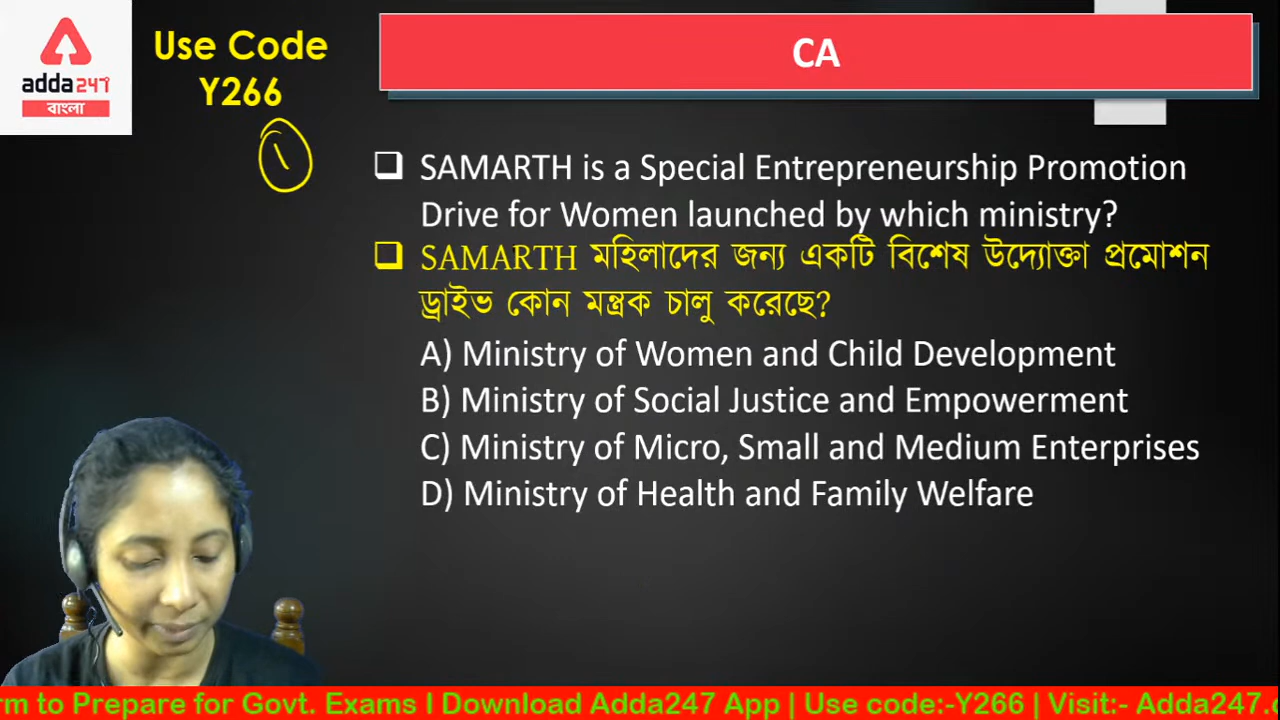 adda247
বাংলা
Use Code
Y266
CA
SAMARTH is a Special Entrepreneurship Promotion
Drive for Women launched by which ministry?
SAMARTH মহিলাদের জন্য একটি বিশেষ উদ্যোক্তা প্রমোশন
ড্রাইভ কোন মন্ত্রক চালু করেছে?
A) Ministry of Women and Child Development
B) Ministry of Social Justice and Empowerment
C) Ministry of Micro, Small and Medium Enterprises
D) Ministry of Health and Family Welfare
rm to Prepare for Govt. Exams I Download Adda247 App | Use code:-Y266 | Visit:- Adda247.c